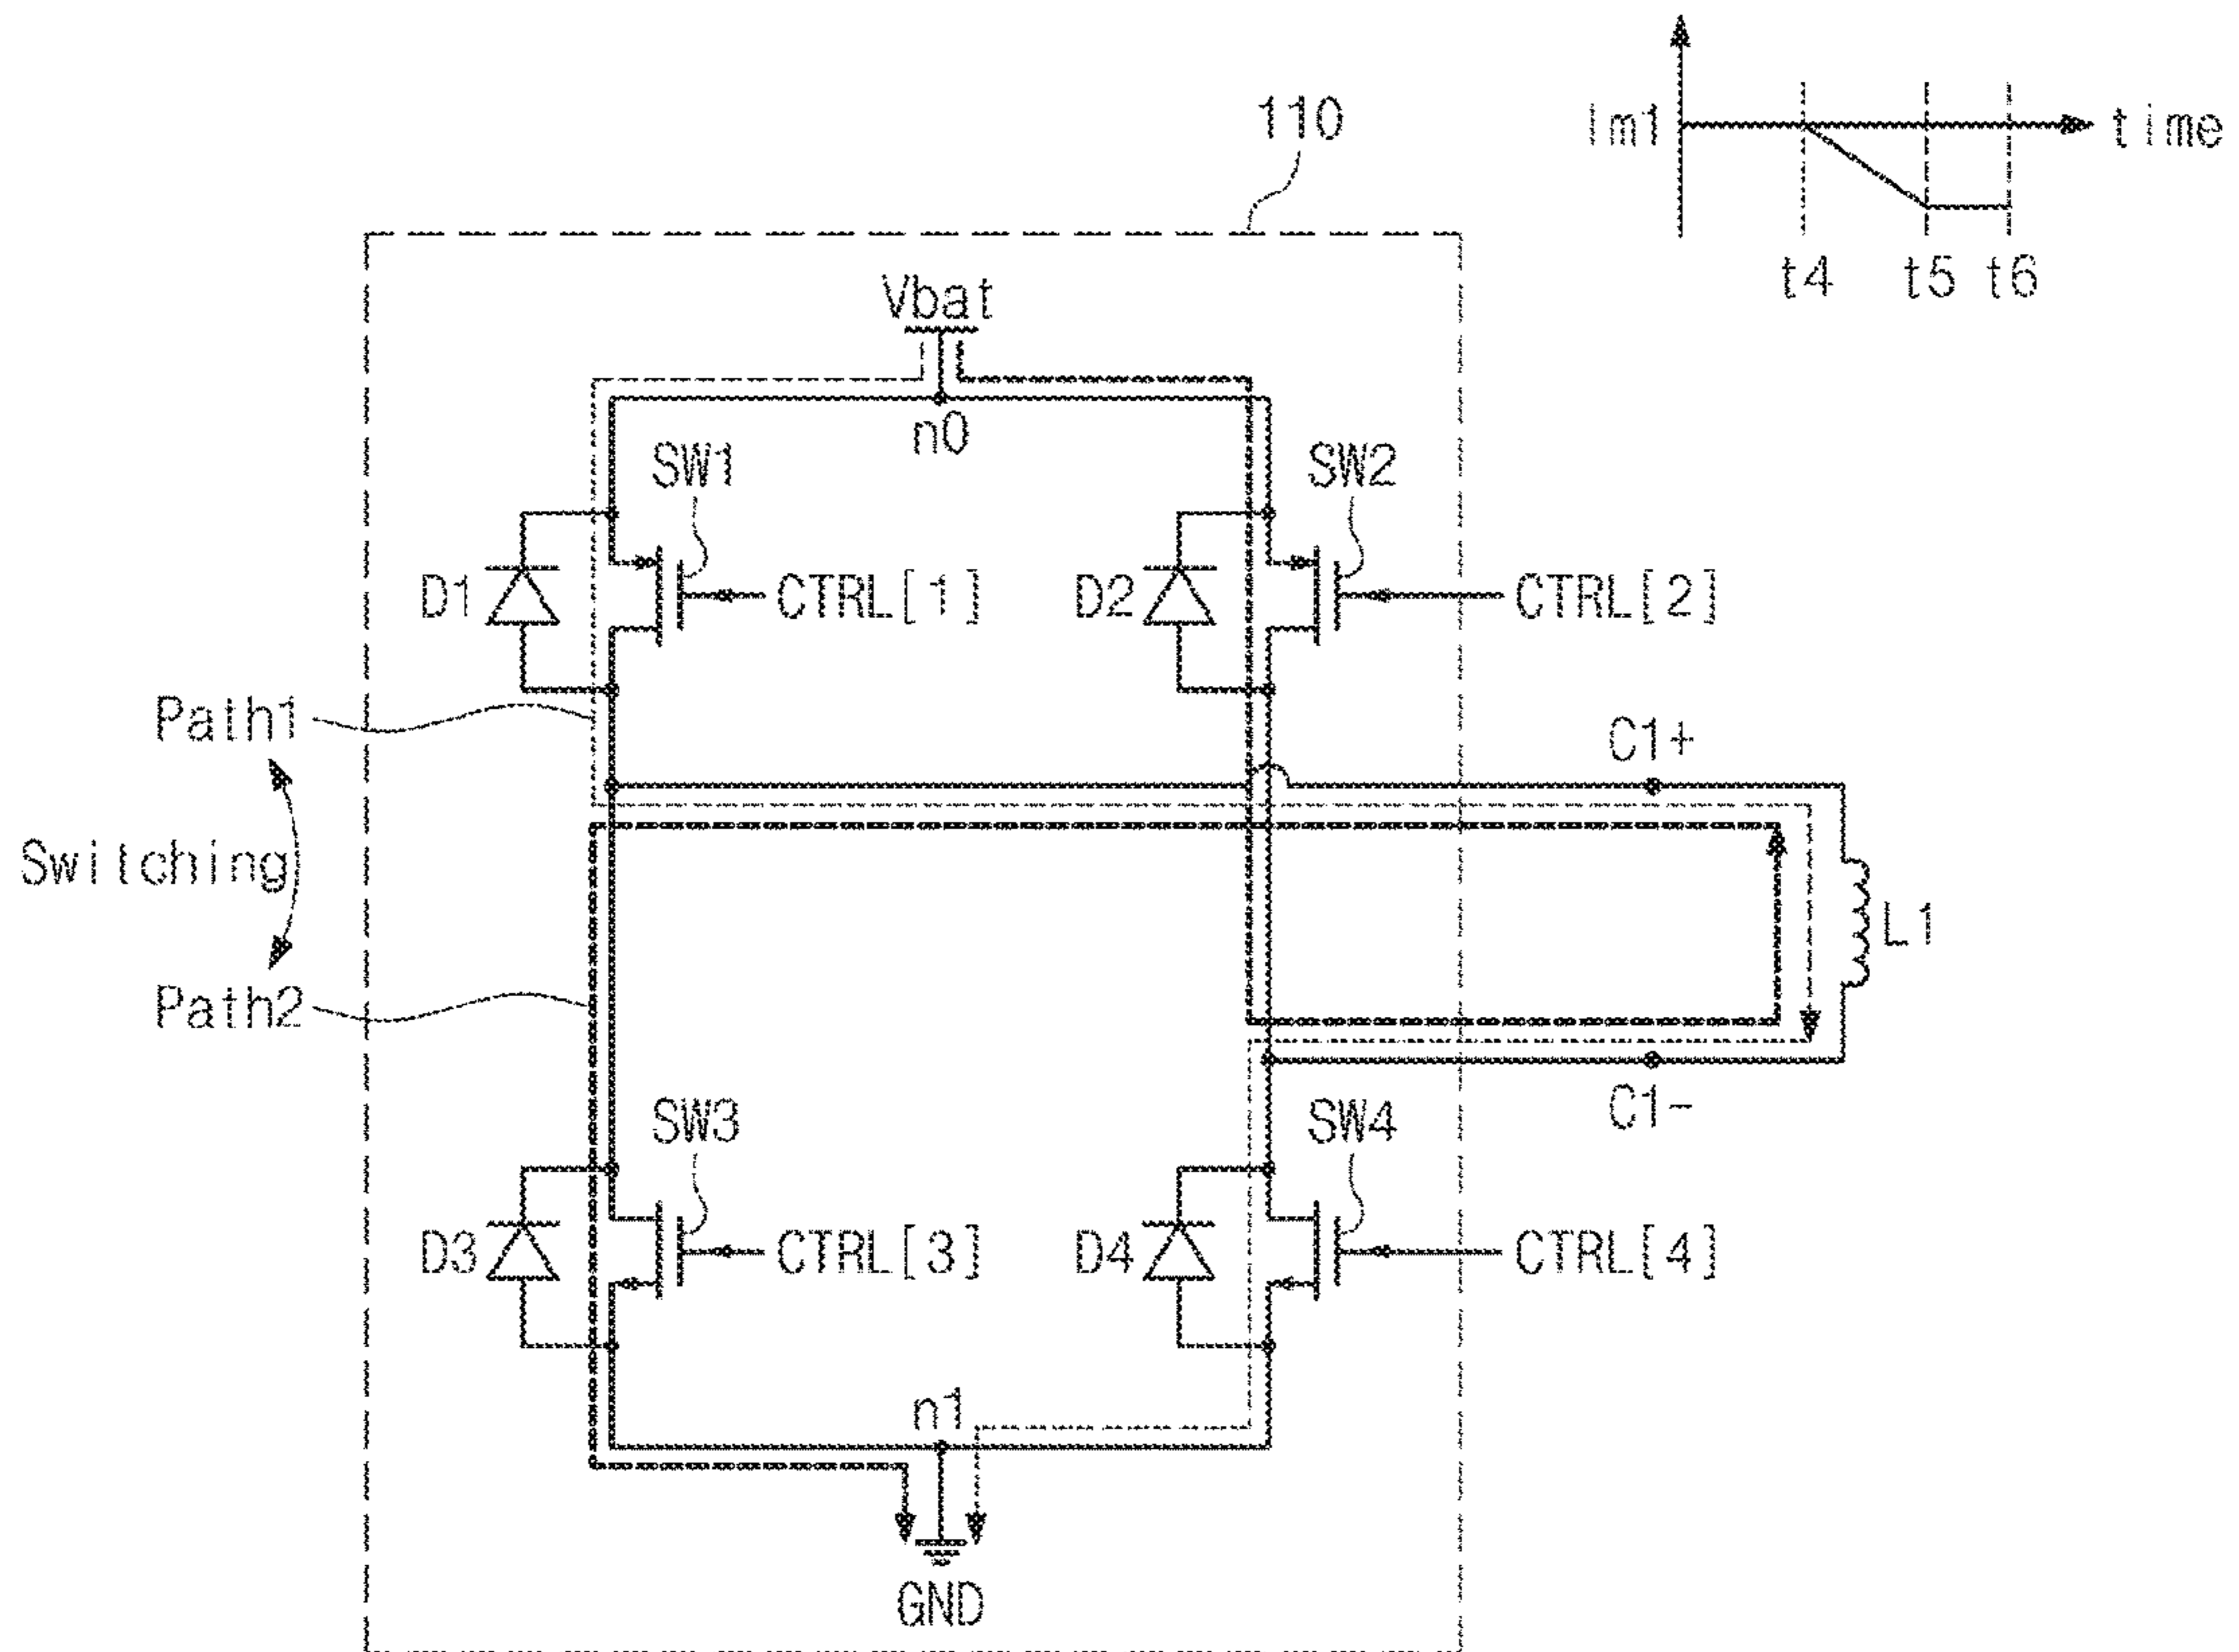 110
Im1
time
t4
t5
t6
Vbat
n0
SW1
SW2
D1
CTRL[1]
D2
CTRL[2]
Path1
Switching
Path2
C1+
L1
C1-
SW3
SW4
D3
CTRL[3]
D4
CTRL[4]
n1
GND